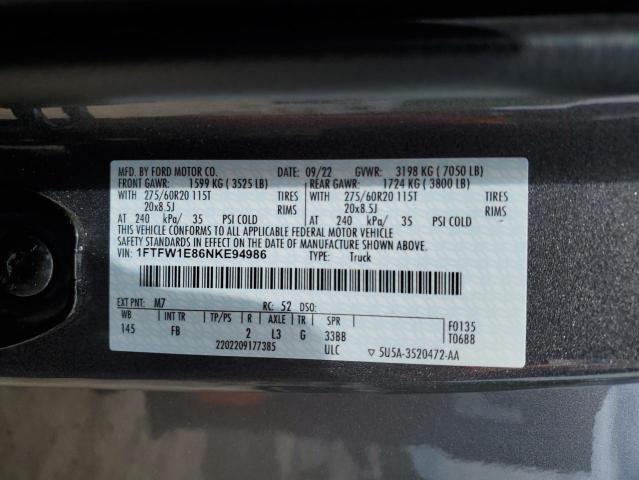 MFD. BY FORD MOTOR CO. DATE: 09/22 GVWR: 3198 KG ( 7050 LB)
FRONT GAWR: 1599 KG ( 3525 LB) REAR GAWR: 1724 KG ( 3800 LB)
WITH 275/60R20 115T TIRES WITH 275/60R20 115T TIRES
20x8.5J RIMS 20x8.5J RIMS
AT 240 kPa/ 35 PSI COLD AT 240 kPa/ 35 PSI COLD
THIS VEHICLE CONFORMS TO ALL APPLICABLE FEDERAL MOTOR VEHICLE
SAFETY STANDARDS IN EFFECT ON THE DATE OF MANUFACTURE SHOWN ABOVE.
VIN: 1FTFW1E86NKE94986 TYPE: Truck
EXT PNT: M7 RC: 52 DSO:
WB INT TR TP/PS R AXLE TR SPR F0135
145 FB 2 L3 G 33BB T0688
2202209177385 ULC 5U5A-3520472-AA